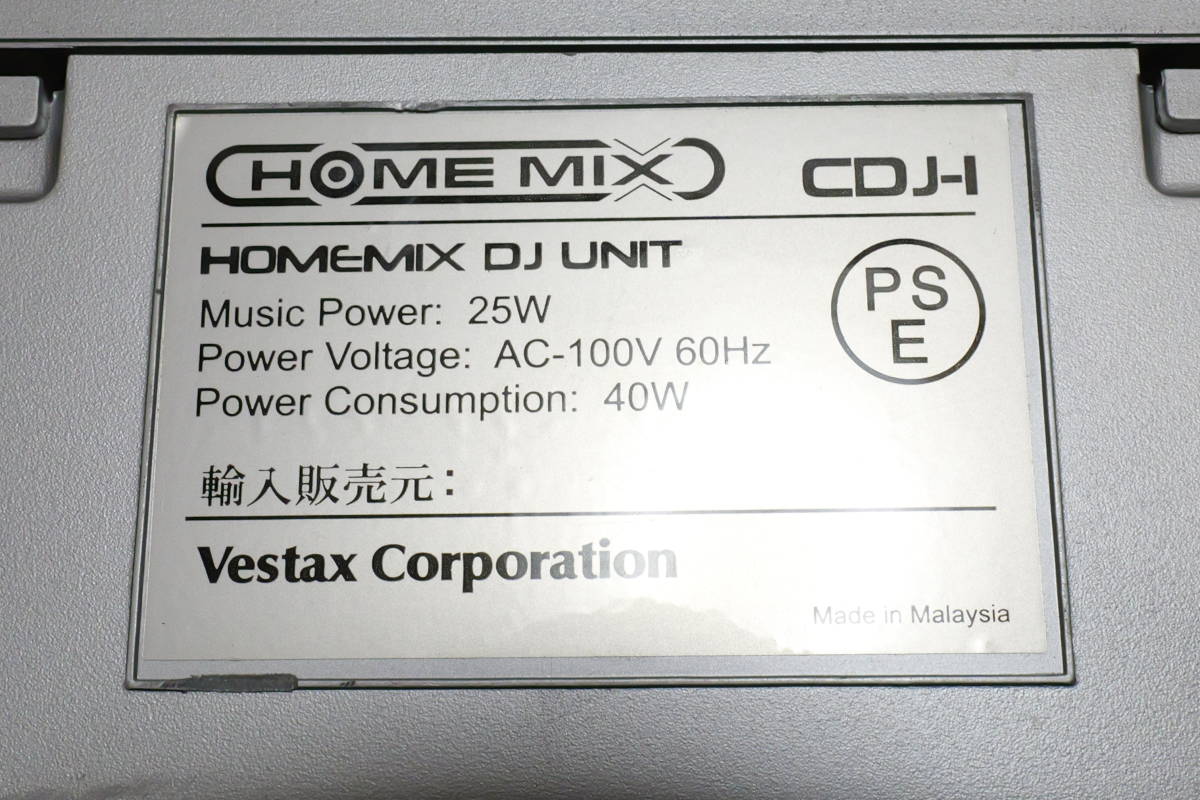 HOME MIX CDJ-I
HOMEMIX DJ UNIT
Music Power: 25W
Power Voltage: AC-100V 60Hz
Power Consumption: 40W
PS
E
輸入販売元:
Vestax Corporation
Made in Malaysia